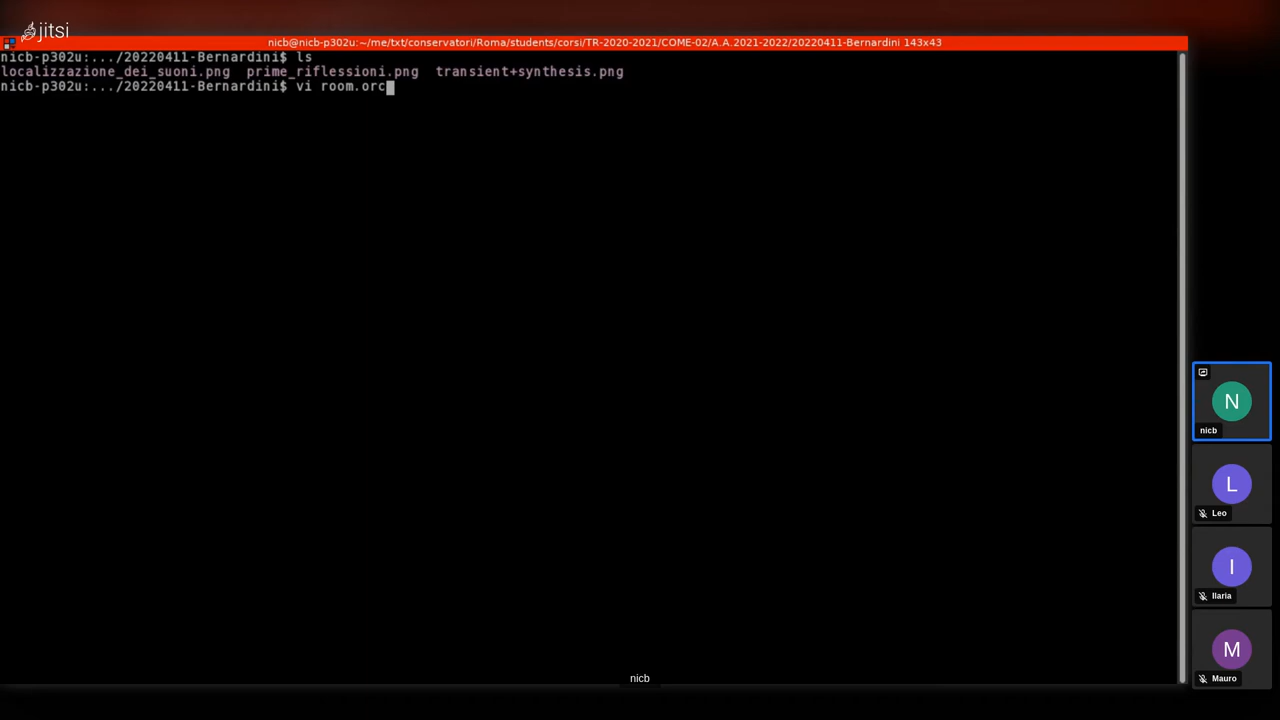 jitsi
nicb@nicb-p302u:~/me/txt/conservatori/Roma/students/corsi/TR-2020-2021/COME-02/A.A.2021-2022/20220411-Bernardini 143x43
nicb-p302u:.../20220411-Bernardini$ ls
localizzazione_dei_suoni.png  prime_riflessioni.png  transient+synthesis.png
nicb-p302u:.../20220411-Bernardini$ vi room.orc
N
nicb
L
Leo
I
Ilaria
M
Mauro
nicb